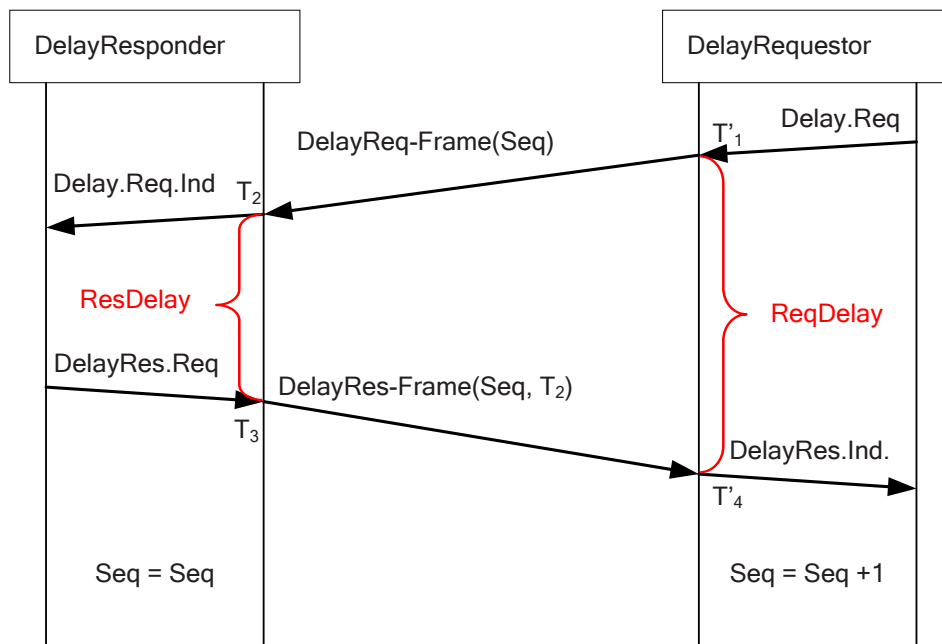 DelayResponder
DelayRequestor
Delay.Req
T'₁
DelayReq-Frame(Seq)
Delay.Req.Ind
T₂
ResDelay
ReqDelay
DelayRes.Req
DelayRes-Frame(Seq, T₂)
T₃
DelayRes.Ind.
T'₄
Seq = Seq
Seq = Seq +1